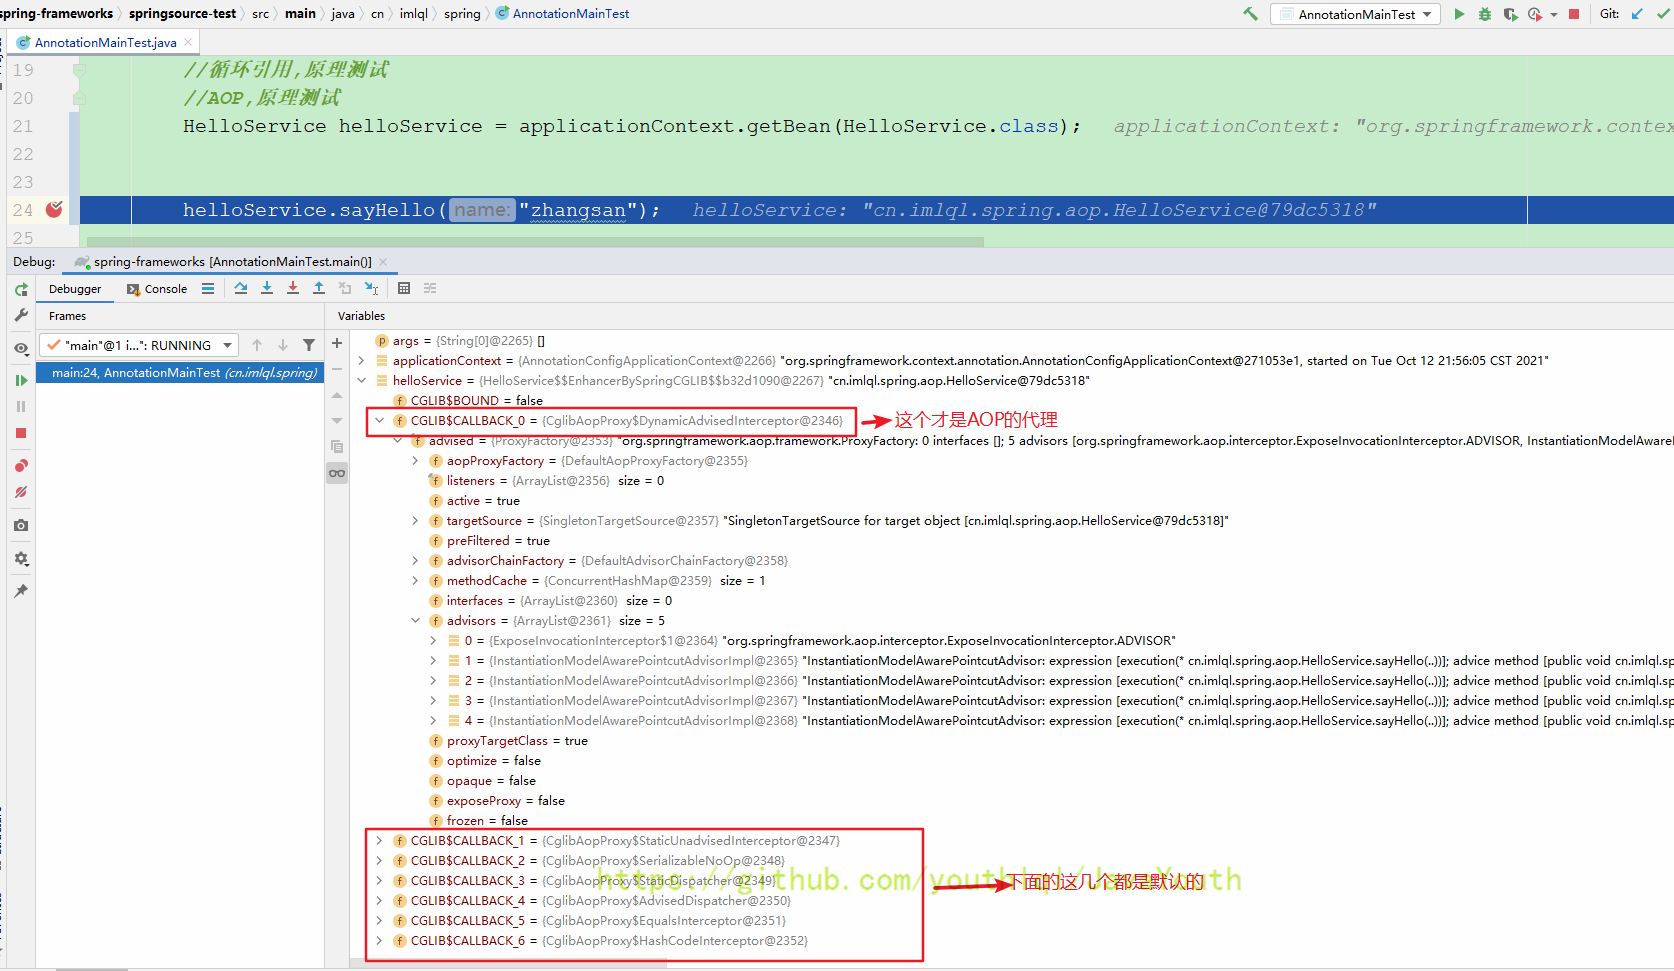 spring-frameworks springsource-test src main java cn imlql spring AnnotationMainTest AnnotationMainTest Git:
AnnotationMainTest.java
19 //循环引用,原理测试
20 //AOP,原理测试
21 HelloService helloService = applicationContext.getBean(HelloService.class); applicationContext: "org.springframework.contex
22
23
24 helloService.sayHello( name: "zhangsan"); helloService: "cn.imlql.spring.aop.HelloService@79dc5318"
25
Debug: spring-frameworks [AnnotationMainTest.main()]
Debugger Console
Frames Variables
"main"@1 i...": RUNNING
main:24, AnnotationMainTest (cn.imlql.spring)
args = {String[0]@2265} []
applicationContext = {AnnotationConfigApplicationContext@2266} "org.springframework.context.annotation.AnnotationConfigApplicationContext@271053e1, started on Tue Oct 12 21:56:05 CST 2021"
helloService = {HelloService$$EnhancerBySpringCGLIB$$b32d1090@2267} "cn.imlql.spring.aop.HelloService@79dc5318"
CGLIB$BOUND = false
CGLIB$CALLBACK_0 = {CglibAopProxy$DynamicAdvisedInterceptor@2346} 这个才是AOP的代理
advised = {ProxyFactory@2353} "org.springframework.aop.framework.ProxyFactory: 0 interfaces []; 5 advisors [org.springframework.aop.interceptor.ExposeInvocationInterceptor.ADVISOR, InstantiationModelAwareP
aopProxyFactory = {DefaultAopProxyFactory@2355}
listeners = {ArrayList@2356} size = 0
active = true
targetSource = {SingletonTargetSource@2357} "SingletonTargetSource for target object [cn.imlql.spring.aop.HelloService@79dc5318]"
preFiltered = true
advisorChainFactory = {DefaultAdvisorChainFactory@2358}
methodCache = {ConcurrentHashMap@2359} size = 1
interfaces = {ArrayList@2360} size = 0
advisors = {ArrayList@2361} size = 5
0 = {ExposeInvocationInterceptor$1@2364} "org.springframework.aop.interceptor.ExposeInvocationInterceptor.ADVISOR"
1 = {InstantiationModelAwarePointcutAdvisorImpl@2365} "InstantiationModelAwarePointcutAdvisor: expression [execution(* cn.imlql.spring.aop.HelloService.sayHello(..))]; advice method [public void cn.imlql.sp
2 = {InstantiationModelAwarePointcutAdvisorImpl@2366} "InstantiationModelAwarePointcutAdvisor: expression [execution(* cn.imlql.spring.aop.HelloService.sayHello(..))]; advice method [public void cn.imlql.sp
3 = {InstantiationModelAwarePointcutAdvisorImpl@2367} "InstantiationModelAwarePointcutAdvisor: expression [execution(* cn.imlql.spring.aop.HelloService.sayHello(..))]; advice method [public void cn.imlql.sp
4 = {InstantiationModelAwarePointcutAdvisorImpl@2368} "InstantiationModelAwarePointcutAdvisor: expression [execution(* cn.imlql.spring.aop.HelloService.sayHello(..))]; advice method [public void cn.imlql.sp
proxyTargetClass = true
optimize = false
opaque = false
exposeProxy = false
frozen = false
CGLIB$CALLBACK_1 = {CglibAopProxy$StaticUnadvisedInterceptor@2347}
CGLIB$CALLBACK_2 = {CglibAopProxy$SerializableNoOp@2348}
CGLIB$CALLBACK_3 = {CglibAopProxy$StaticDispatcher@2349} 下面的这几个都是默认的
CGLIB$CALLBACK_4 = {CglibAopProxy$AdvisedDispatcher@2350}
CGLIB$CALLBACK_5 = {CglibAopProxy$EqualsInterceptor@2351}
CGLIB$CALLBACK_6 = {CglibAopProxy$HashCodeInterceptor@2352}